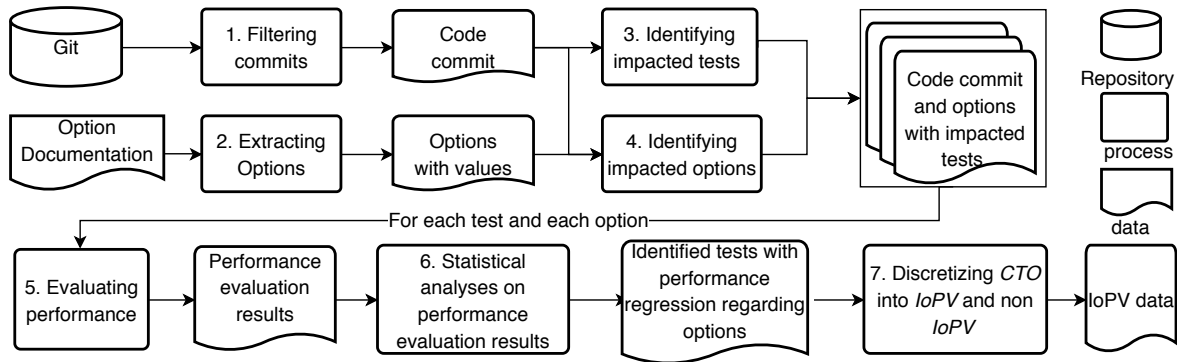 Git
1. Filtering
commits
Code
commit
3. Identifying
impacted tests
Option
Documentation
2. Extracting
Options
Options
with values
4. Identifying
impacted options
Code commit
and options
with impacted
tests
Repository
process
data
For each test and each option
5. Evaluating
performance
Performance
evaluation
results
6. Statistical
analyses on
performance
evaluation results
Identified tests with
performance
regression regarding
options
7. Discretizing CTO
into IoPV and non
IoPV
IoPV data